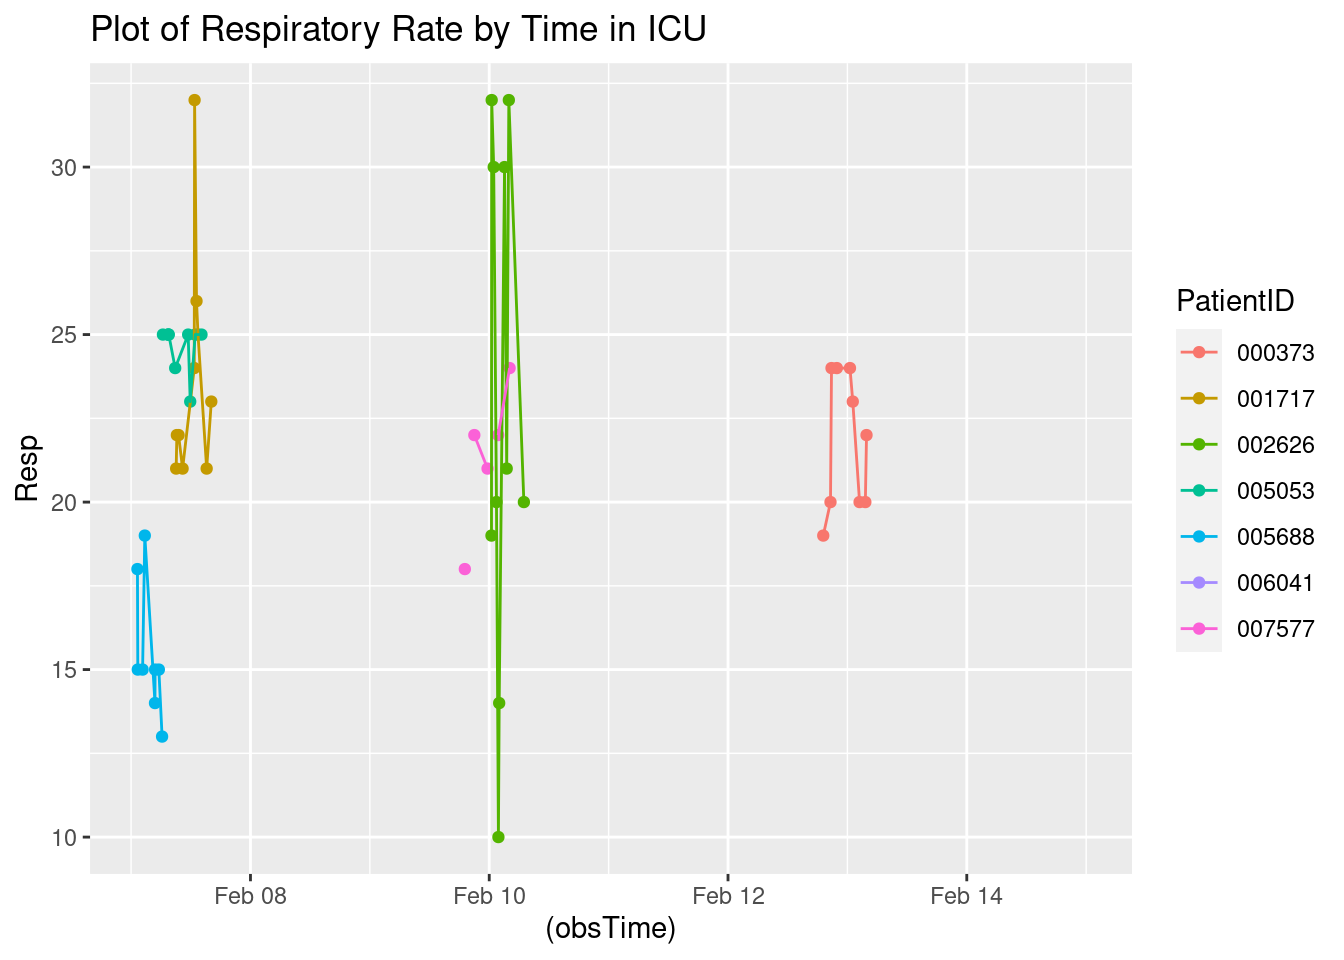 Plot of Respiratory Rate by Time in ICU
Resp
30
25
20
15
10
Feb 08
Feb 10
Feb 12
Feb 14
(obsTime)
PatientID
000373
001717
002626
005053
005688
006041
007577